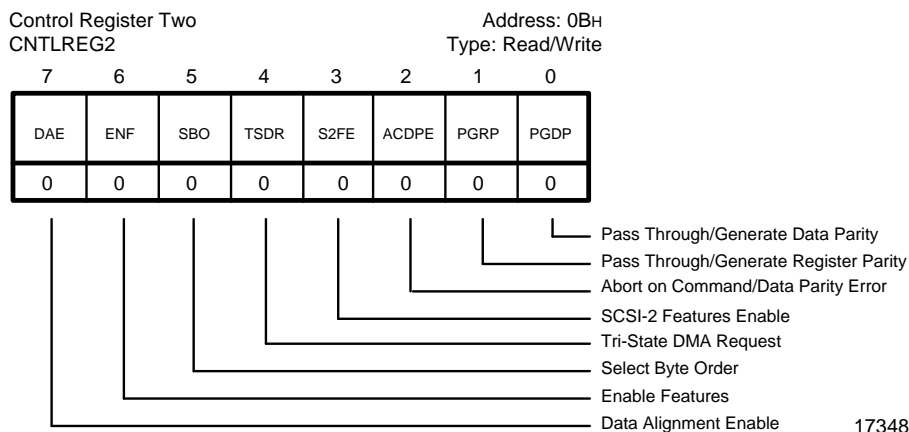 Control Register Two Address: 0BH
CNTLREG2 Type: Read/Write
7 6 5 4 3 2 1 0
DAE ENF SBO TSDR S2FE ACDPE PGRP PGDP
0 0 0 0 0 0 0 0
Pass Through/Generate Data Parity
Pass Through/Generate Register Parity
Abort on Command/Data Parity Error
SCSI-2 Features Enable
Tri-State DMA Request
Select Byte Order
Enable Features
Data Alignment Enable 17348